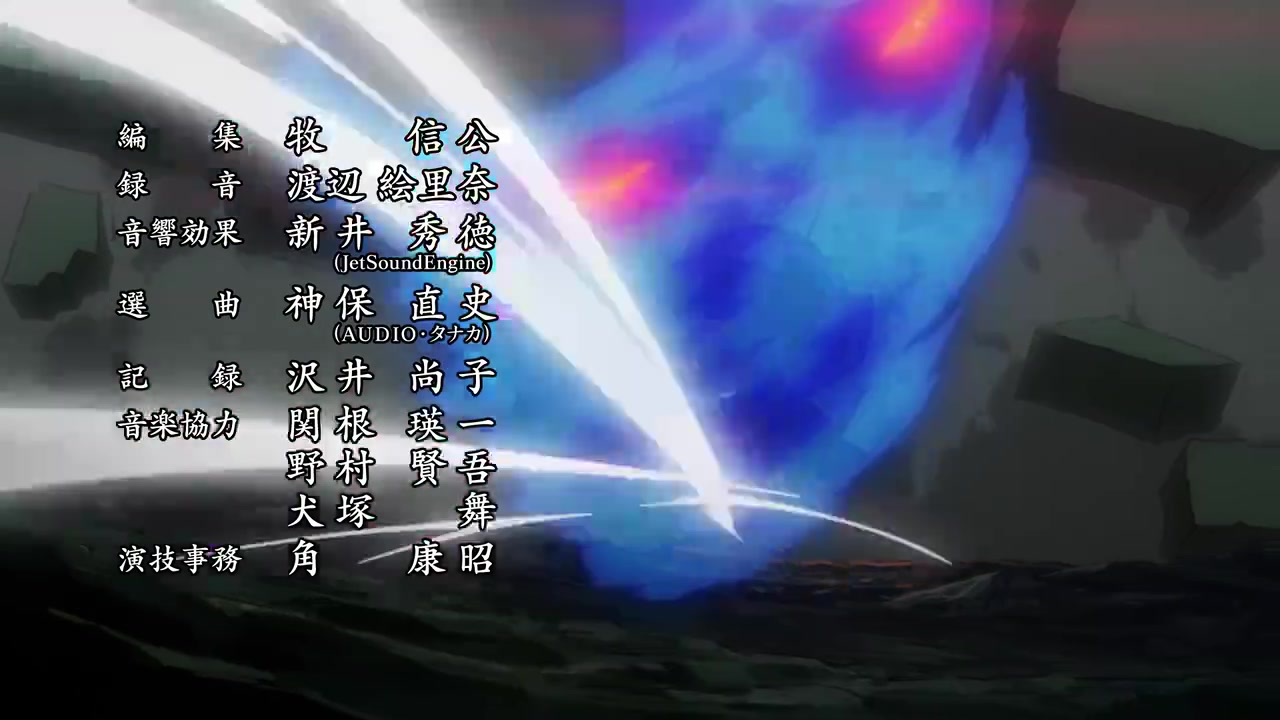 編集 牧 信公
録音 渡辺 絵里奈
音響効果 新井 秀徳
(JetSoundEngine)
選曲 神保 直史
(AUDIO・タナカ)
記録 沢井 尚子
音楽協力 関根 瑛一
野村 賢吾
犬塚 舞
演技事務 角 康昭